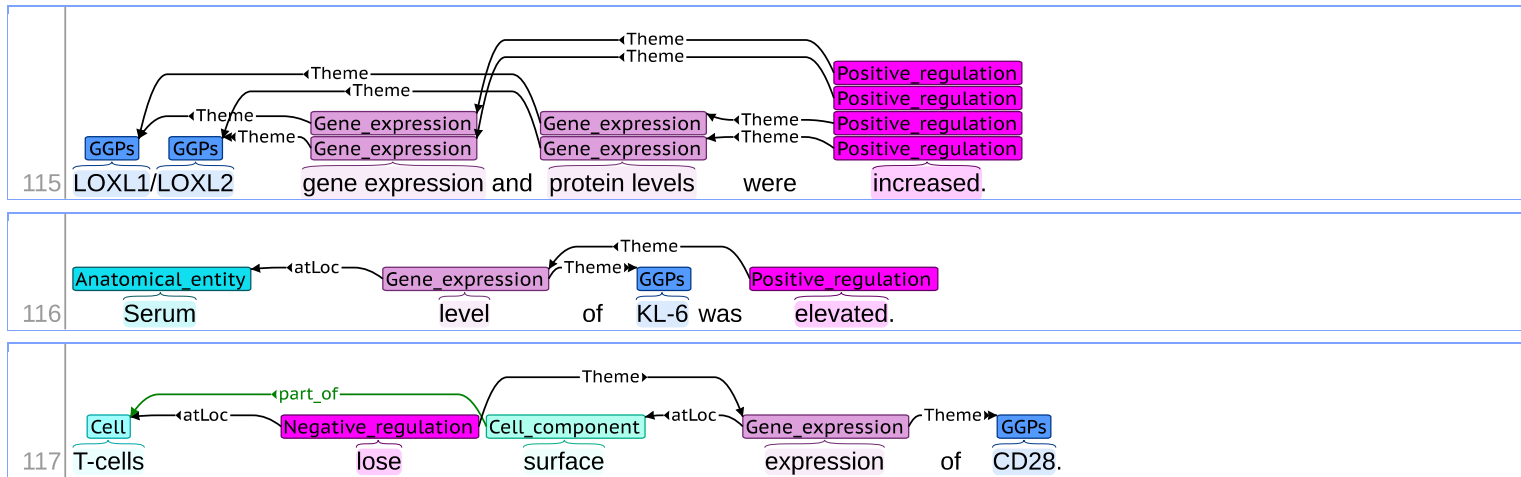 Theme
Theme
Positive_regulation
Theme
Positive_regulation
Theme
Theme Gene_expression Gene_expression Theme Positive_regulation
GGPs GGPs Theme Gene_expression Gene_expression Theme Positive_regulation
115 LOXL1/LOXL2 gene expression and protein levels were increased.
Theme
atLoc Theme
Anatomical_entity Gene_expression GGPs Positive_regulation
116 Serum level of KL-6 was elevated.
Theme
part_of
atLoc atLoc Theme
Cell Negative_regulation Cell_component Gene_expression GGPs
117 T-cells lose surface expression of CD28.